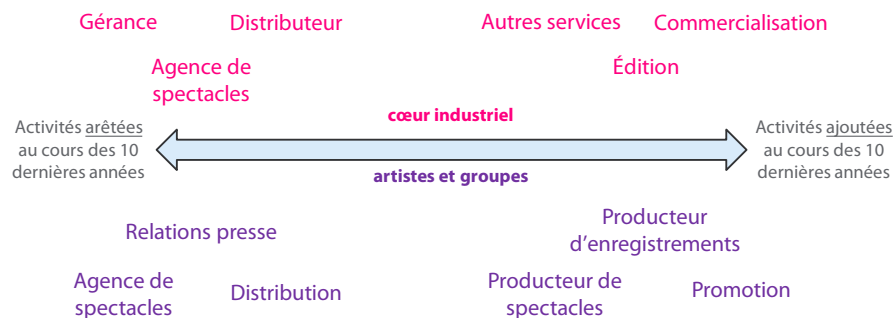 Gérance Distributeur Autres services Commercialisation
Agence de
spectacles
Édition
cœur industriel
Activités arêtées
au cours des 10
dernières années
Activités ajoutées
au cours des 10
dernières années
artistes et groupes
Relations presse
Producteur
d'enregistrements
Agence de
spectacles
Distribution
Producteur de
spectacles
Promotion